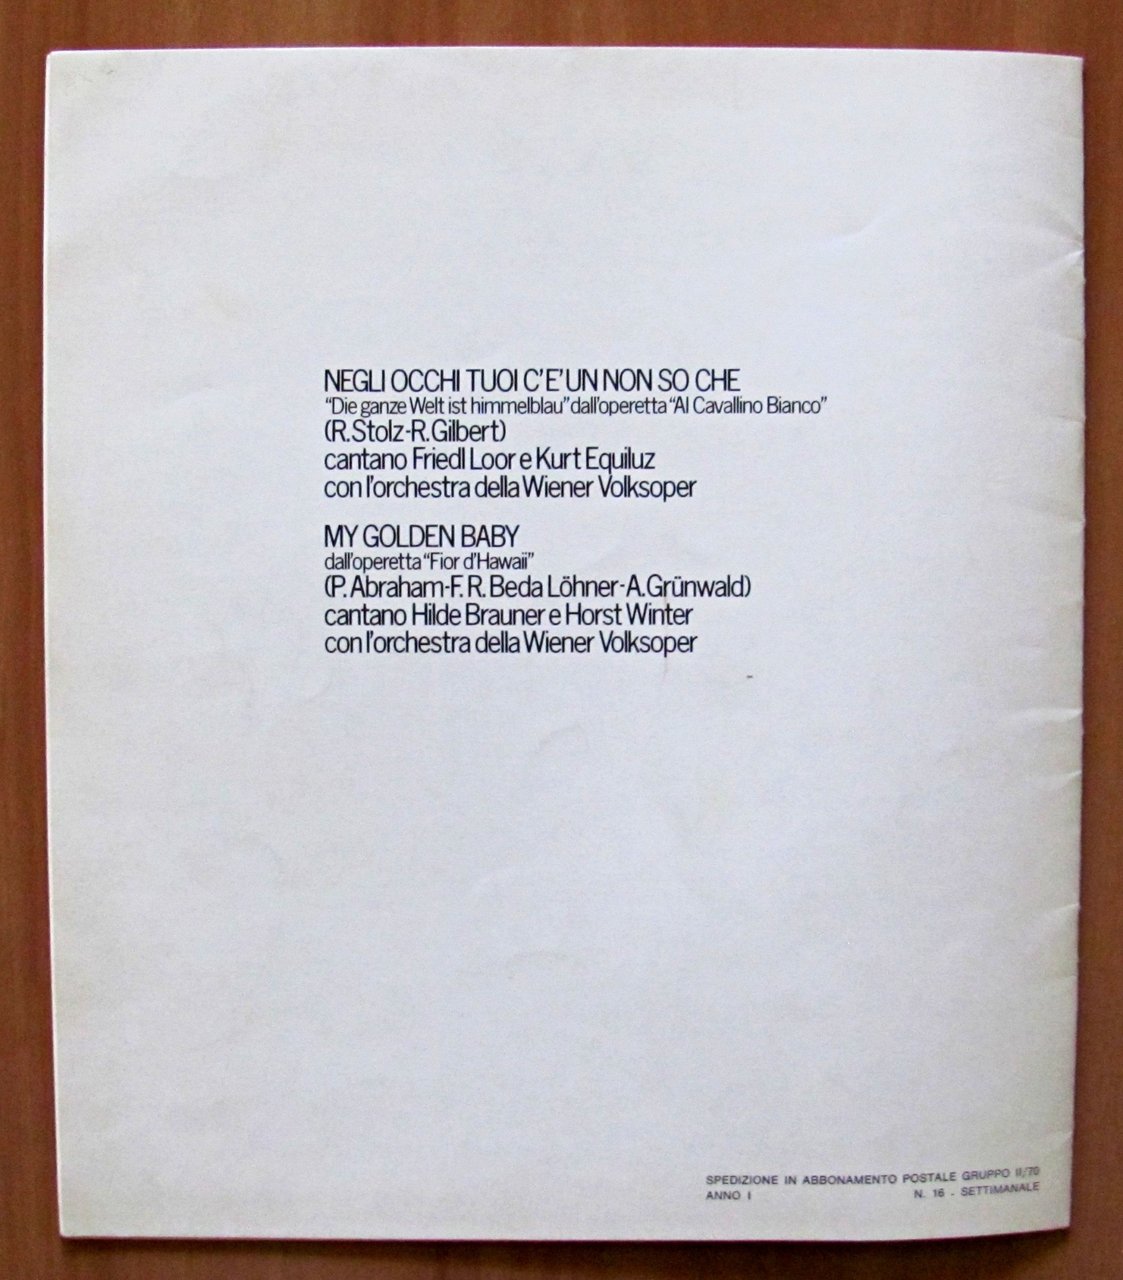 NEGLI OCCHI TUOI C'E' UN NON SO CHE
"Die ganze Welt ist himmelblau" dall'operetta "Al Cavallino Bianco"
(R.Stolz-R.Gilbert)
cantano Friedl Loor e Kurt Equiluz
con l'orchestra della Wiener Volksoper
MY GOLDEN BABY
dall'operetta "Fior d'Hawaii"
(P. Abraham-F. R. Beda Löhner-A.Grünwald)
cantano Hilde Brauner e Horst Winter
con l'orchestra della Wiener Volksoper
SPEDIZIONE IN ABBONAMENTO POSTALE GRUPPO II/70
ANNO I N. 16 - SETTIMANALE